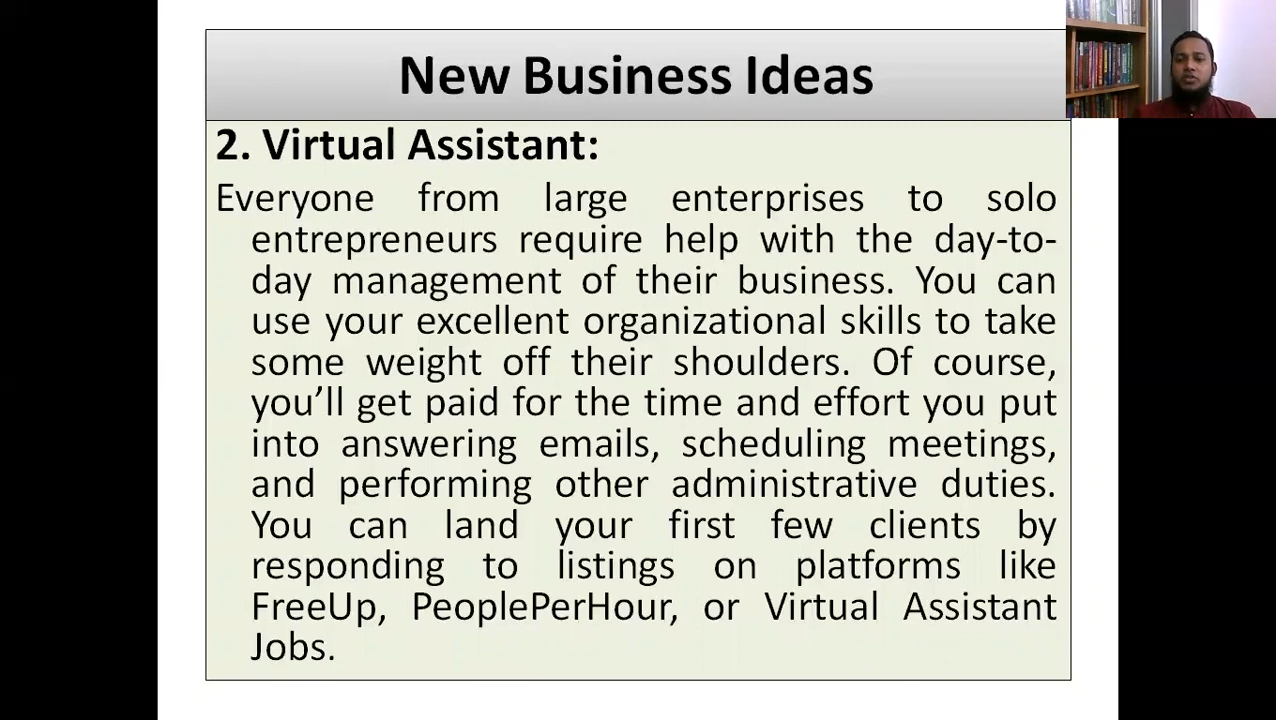 New Business Ideas
2. Virtual Assistant:
Everyone from large enterprises to solo
entrepreneurs require help with the day-to-
day management of their business. You can
use your excellent organizational skills to take
some weight off their shoulders. Of course,
you’ll get paid for the time and effort you put
into answering emails, scheduling meetings,
and performing other administrative duties.
You can land your first few clients by
responding to listings on platforms like
FreeUp, PeoplePerHour, or Virtual Assistant
Jobs.